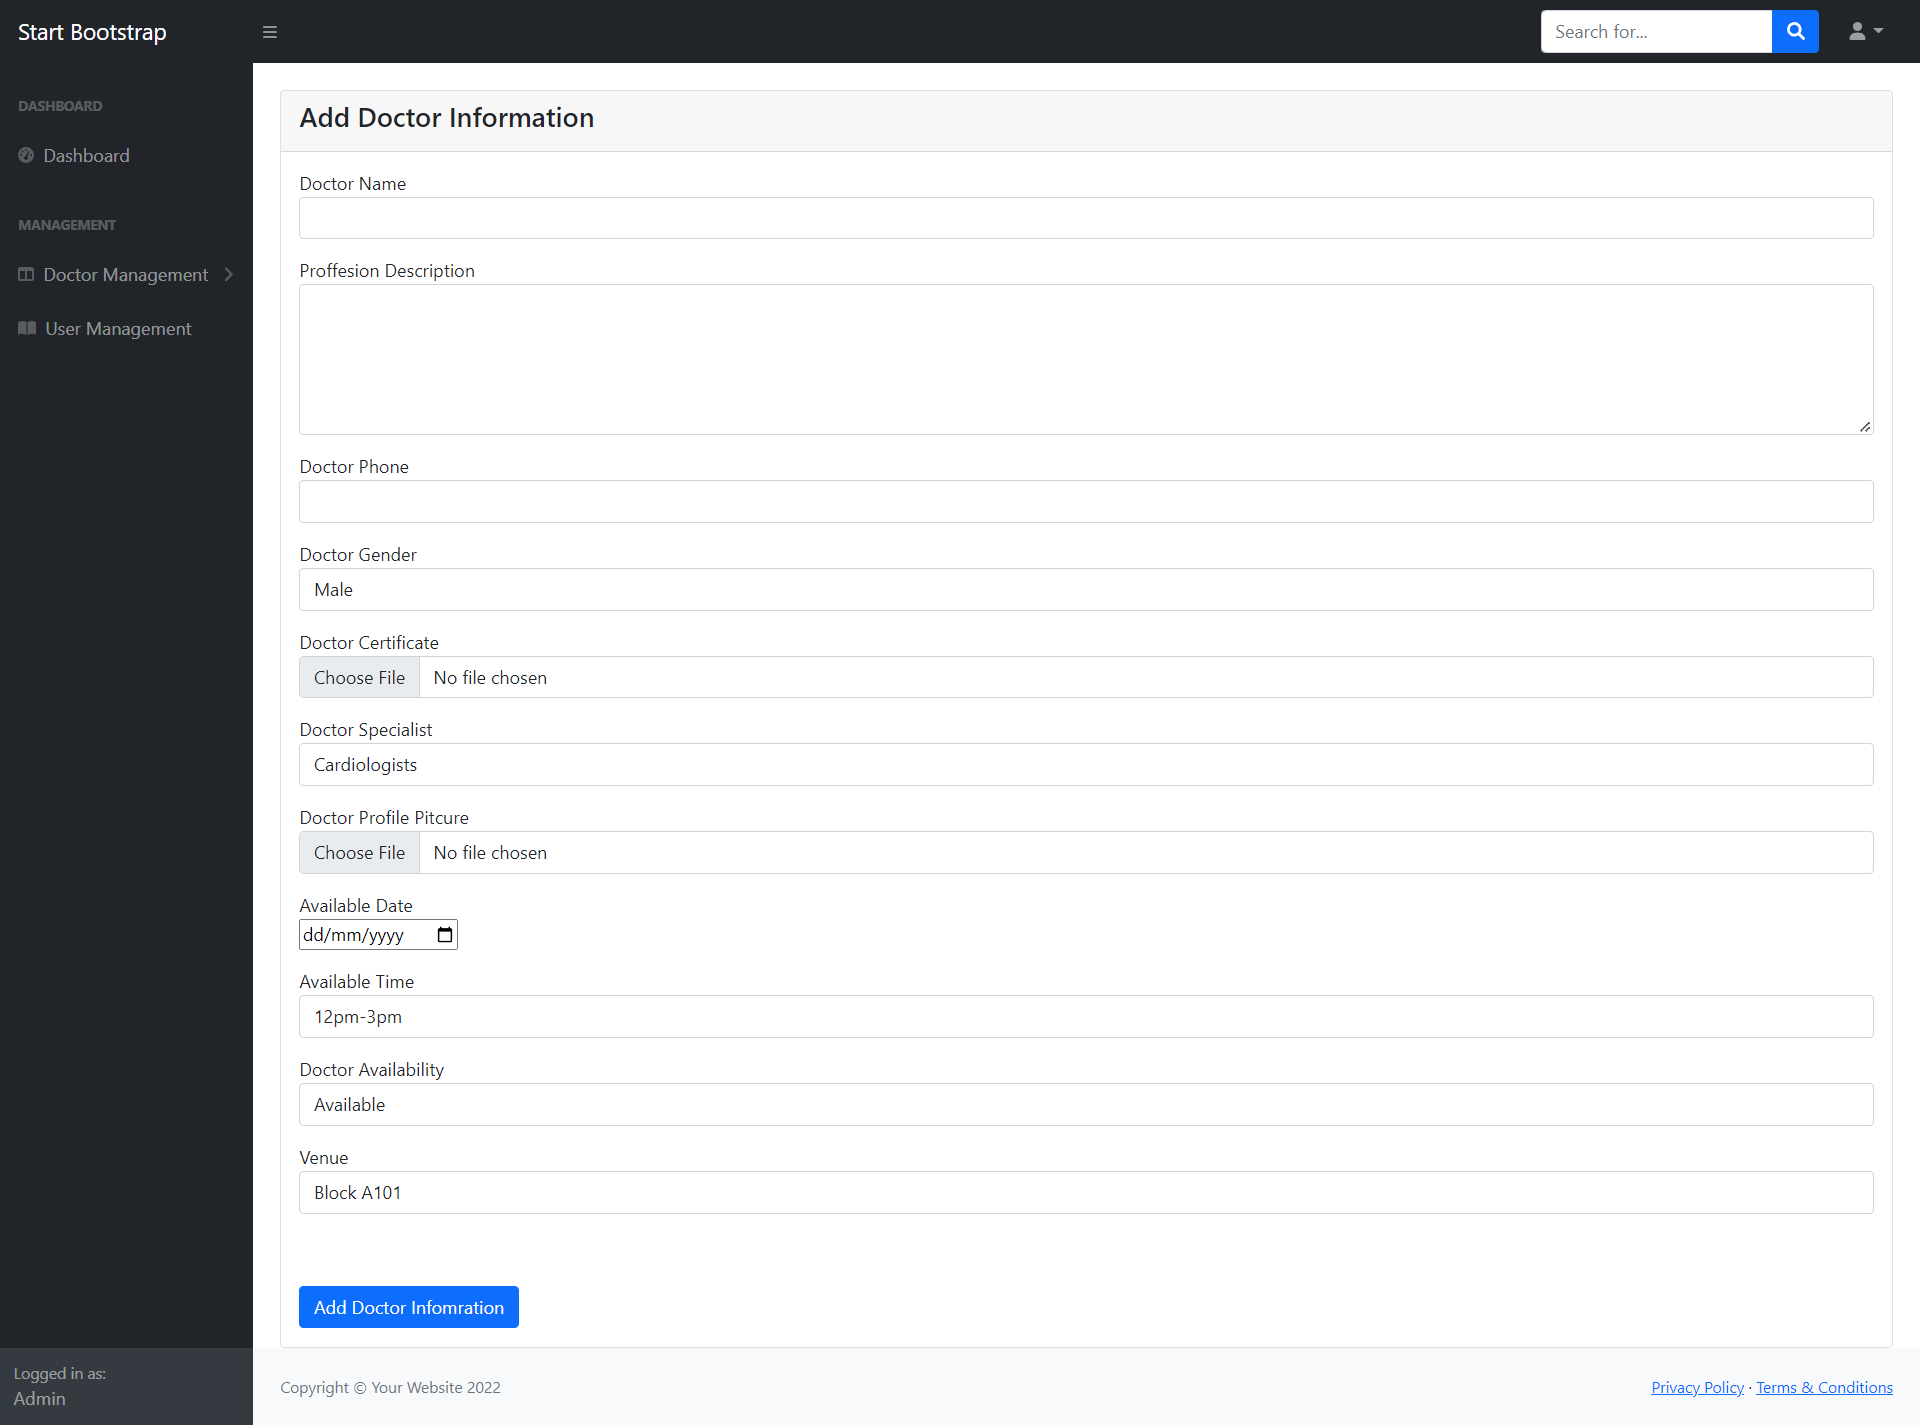 Start Bootstrap
Search for...
DASHBOARD
Dashboard
MANAGEMENT
Doctor Management
User Management
Add Doctor Information
Doctor Name
Proffesion Description
Doctor Phone
Doctor Gender
Male
Doctor Certificate
Choose File No file chosen
Doctor Specialist
Cardiologists
Doctor Profile Pitcure
Choose File No file chosen
Available Date
dd/mm/yyyy
Available Time
12pm-3pm
Doctor Availability
Available
Venue
Block A101
Add Doctor Infomration
Logged in as:
Admin
Copyright © Your Website 2022
Privacy Policy · Terms & Conditions